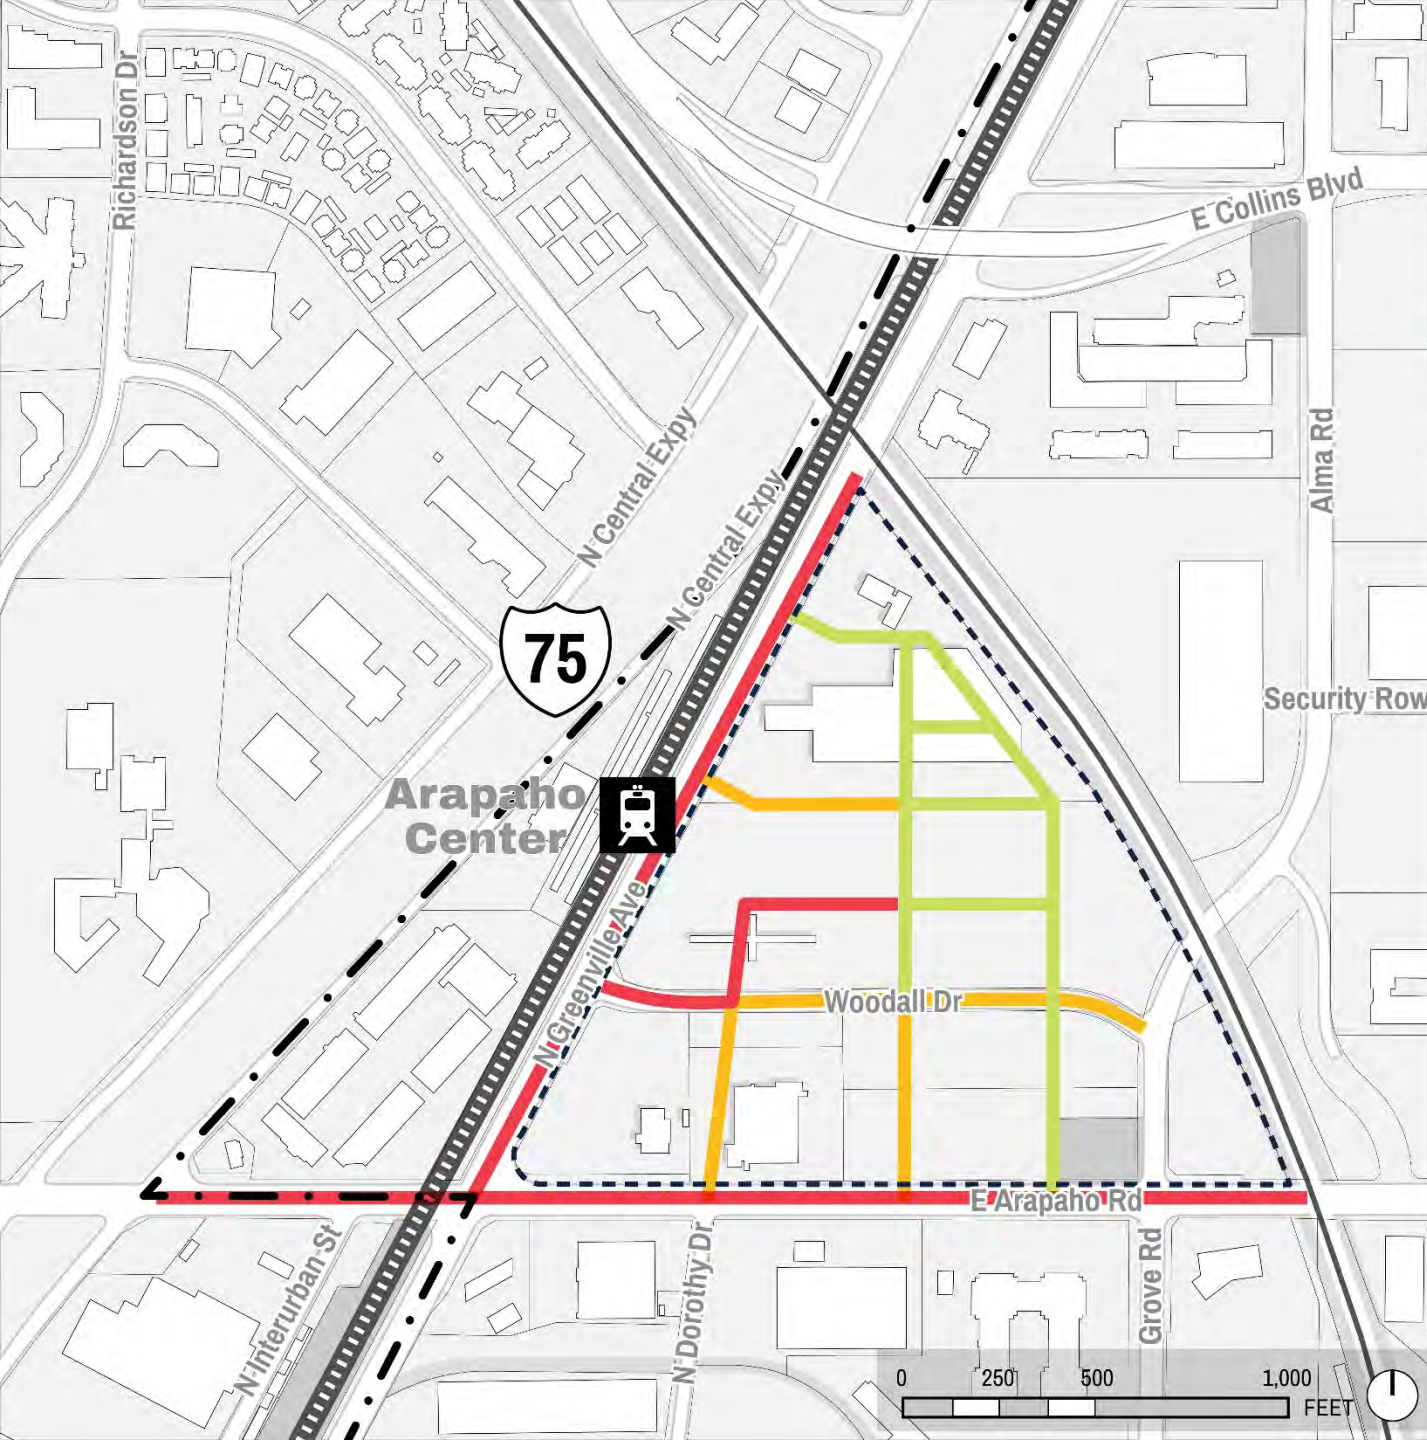 Richardson Dr
E Collins Blvd
N Central Expy
N Central Expy
Alma Rd
75
Security Row
Arapaho
Center
N Greenville Ave
Woodall Dr
E Arapaho Rd
N Interurban St
N Dorothy Dr
Grove Rd
0 250 500 1,000
FEET